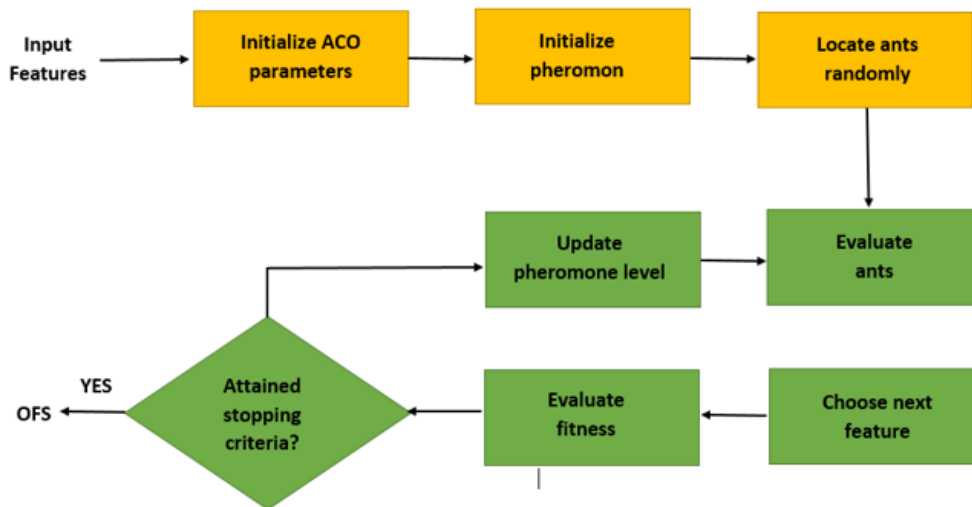 Input
Features
Initialize ACO
parameters
Initialize
pheromon
Locate ants
randomly
Update
pheromone level
Evaluate
ants
YES
OFS
Attained
stopping
criteria?
Evaluate
fitness
Choose next
feature